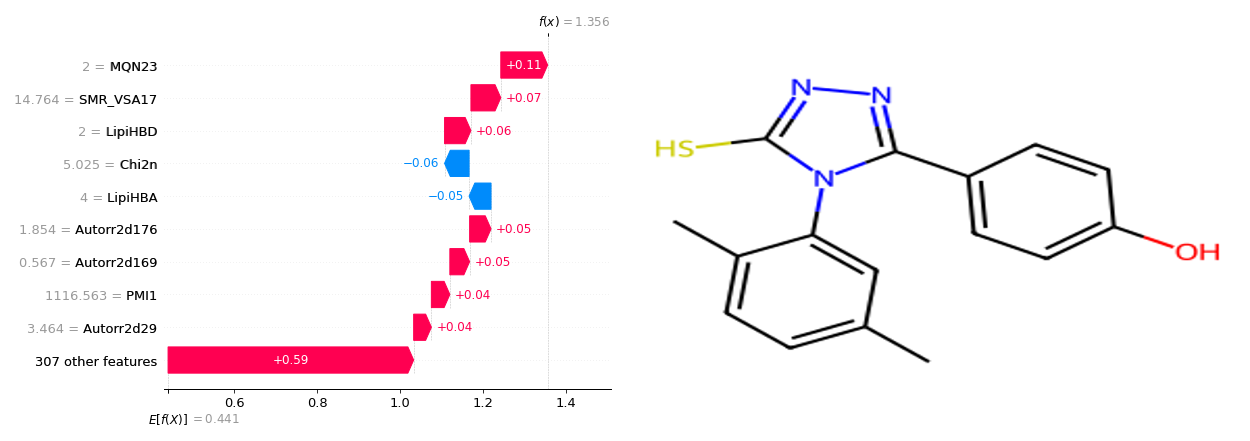 f(x) = 1.356
2 = MQN23
+0.11
14.764 = SMR_VSA17
+0.07
2 = LipiHBD
+0.06
5.025 = Chi2n
−0.06
4 = LipiHBA
−0.05
1.854 = Autorr2d176
+0.05
0.567 = Autorr2d169
+0.05
1116.563 = PMI1
+0.04
3.464 = Autorr2d29
+0.04
307 other features
+0.59
0.6 0.8 1.0 1.2 1.4
E[f(X)] = 0.441
N N
HS
N
OH